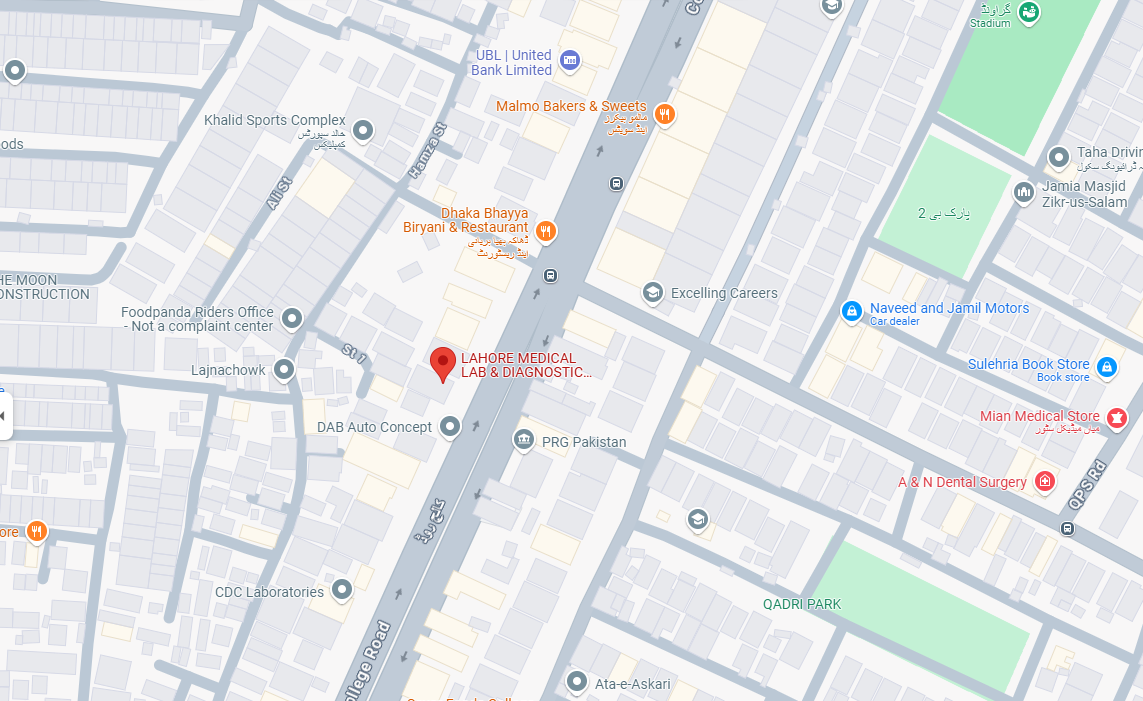 گراونڈ
Stadium
UBL | United
Bank Limited
Malmo Bakers & Sweets
مالمو بیکرز
اینڈ سویٹس
Khalid Sports Complex
خالد سپورٹس
کمپلیکس
Hamza St
Ali St
Taha Drivin
ڈرائیونگ سکول
Jamia Masjid
Zikr-us-Salam
پارک بی 2
Dhaka Bhayya
Biryani & Restaurant
ڈھاکہ بھیا بریانی
اینڈ ریسٹورنٹ
HE MOON
ONSTRUCTION
Excelling Careers
Foodpanda Riders Office
- Not a complaint center
Naveed and Jamil Motors
Car dealer
St 1
LAHORE MEDICAL
LAB & DIAGNOSTIC...
Lajnachowk
Sulehria Book Store
Book store
Mian Medical Store
میاں میڈیکل سٹور
DAB Auto Concept
PRG Pakistan
A & N Dental Surgery
QPS Rd
کالج روڈ
ore
CDC Laboratories
QADRI PARK
ollege Road
Ata-e-Askari